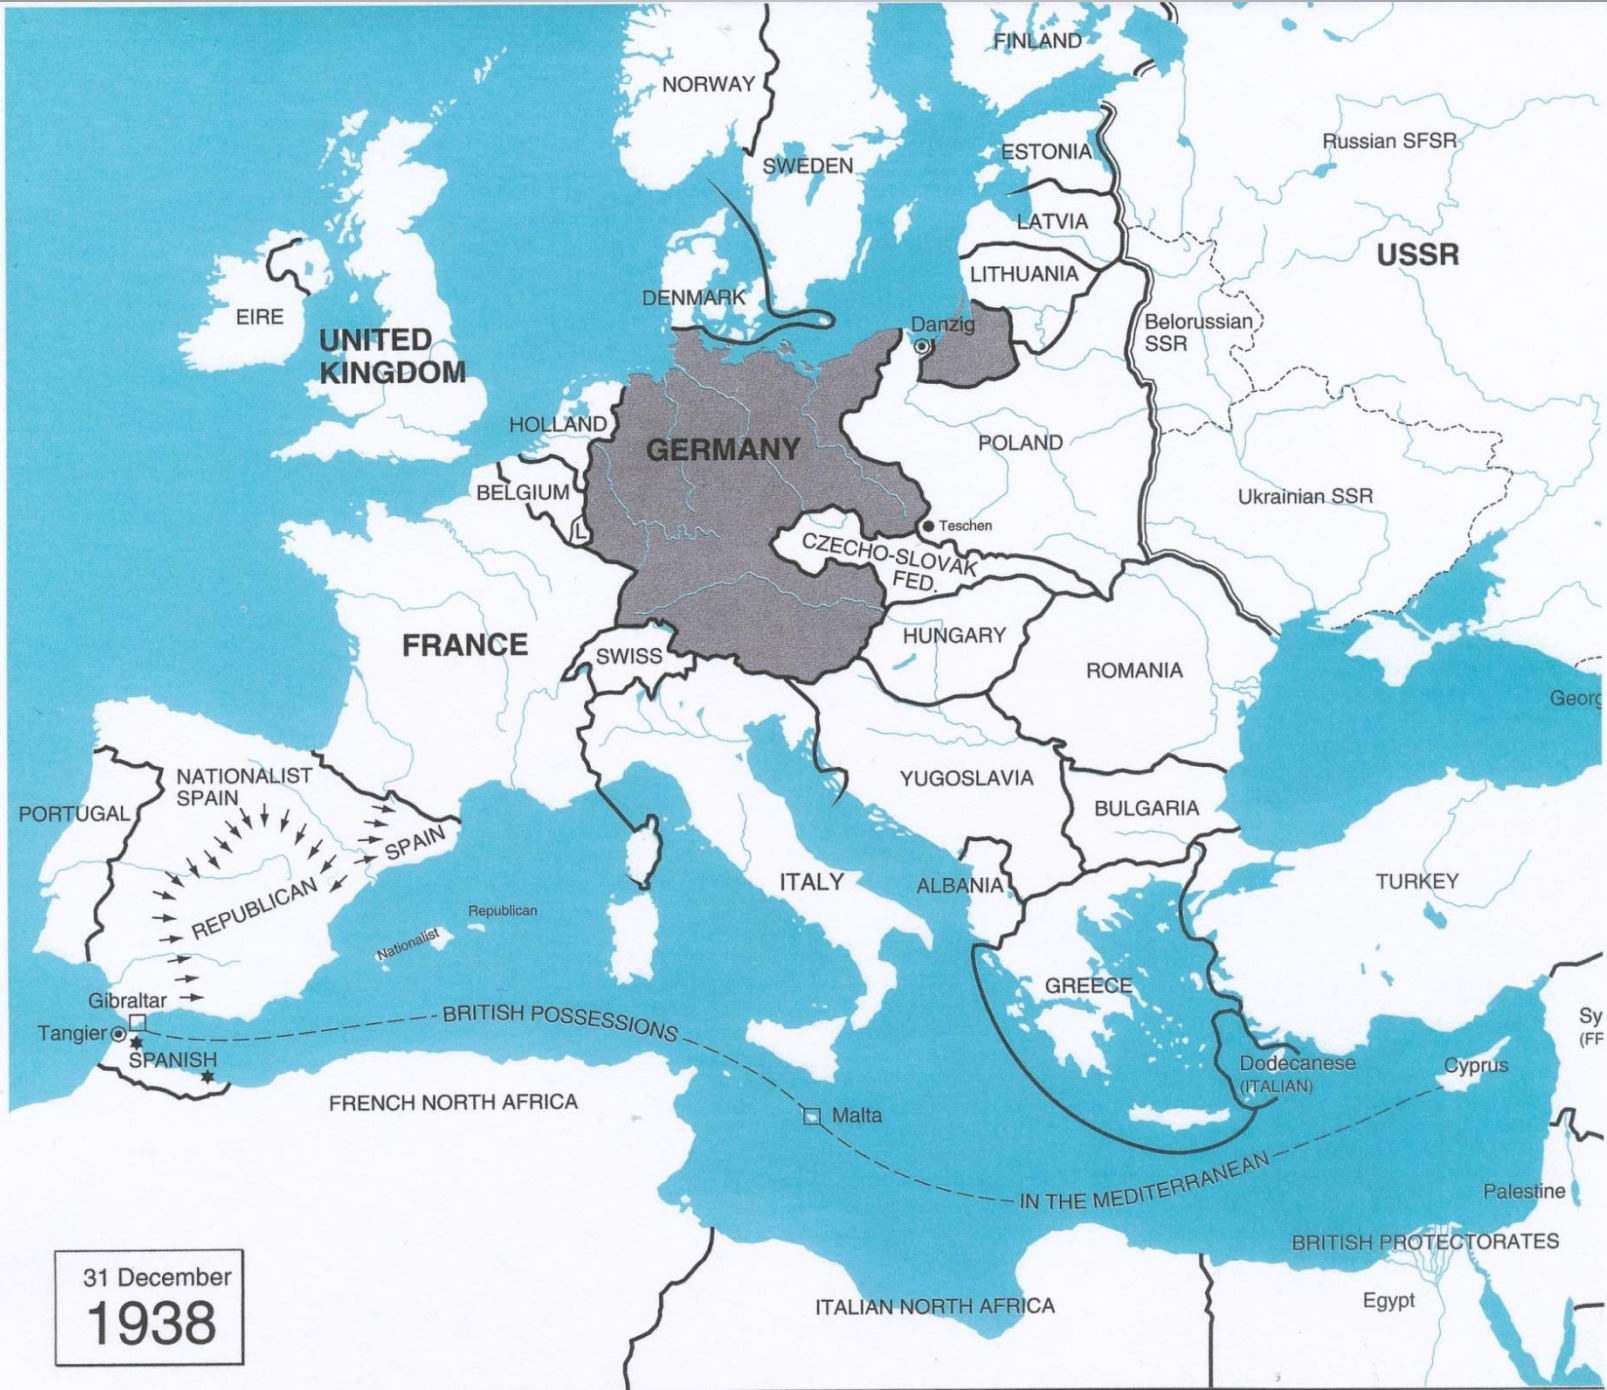 FINLAND
NORWAY
Russian SFSR
ESTONIA
SWEDEN
LATVIA
USSR
LITHUANIA
DENMARK
EIRE
Danzig
Belorussian
SSR
UNITED
KINGDOM
HOLLAND
GERMANY
POLAND
BELGIUM
Ukrainian SSR
L
Teschen
CZECHO-SLOVAK
FED.
HUNGARY
FRANCE
SWISS
ROMANIA
Georg
NATIONALIST
SPAIN
YUGOSLAVIA
PORTUGAL
BULGARIA
SPAIN
REPUBLICAN
ITALY
ALBANIA
TURKEY
Republican
Nationalist
GREECE
Gibraltar
BRITISH POSSESSIONS
Sy
(FF
Tangier
SPANISH
Dodecanese
(ITALIAN)
Cyprus
FRENCH NORTH AFRICA
Malta
IN THE MEDITERRANEAN
Palestine
BRITISH PROTECTORATES
31 December
1938
ITALIAN NORTH AFRICA
Egypt